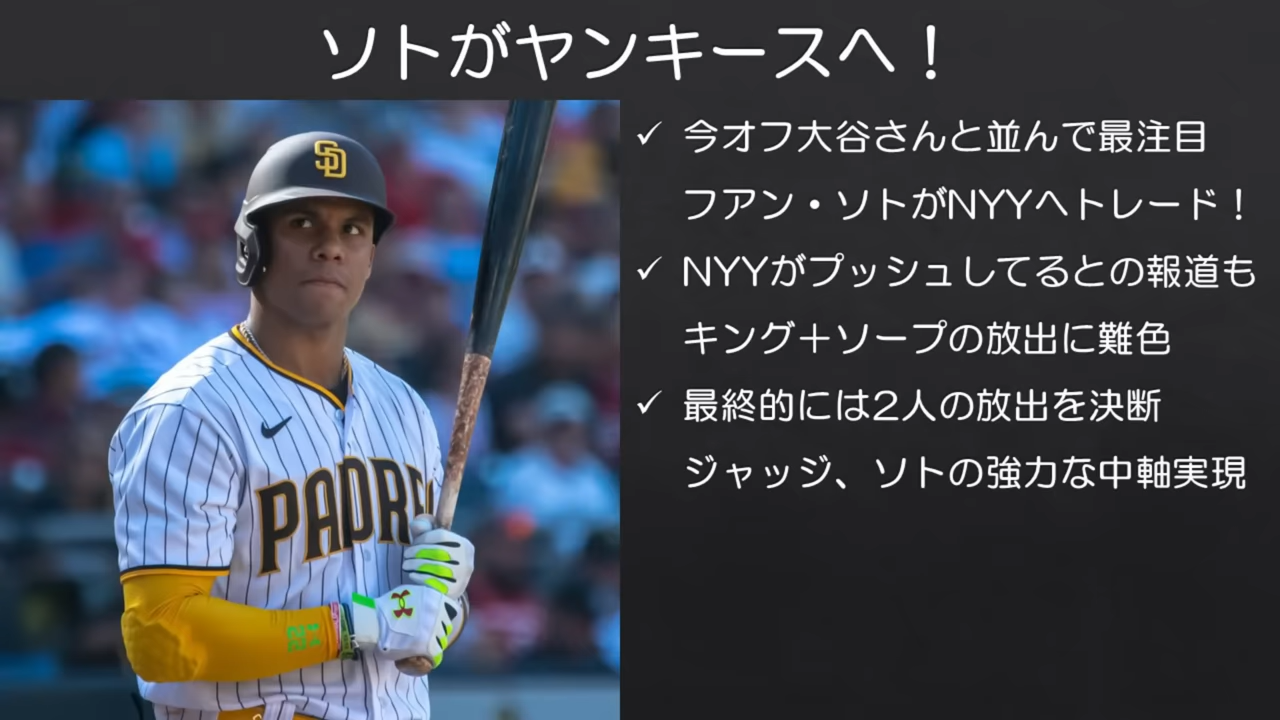 ソトがヤンキースへ！
✓ 今オフ大谷さんと並んで最注目
フアン・ソトがNYYへトレード！
✓ NYYがプッシュしてるとの報道も
キング＋ソープの放出に難色
✓ 最終的には2人の放出を決断
ジャッジ、ソトの強力な中軸実現
SD
PADRE
22